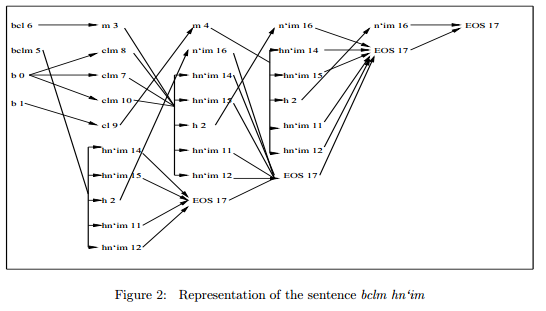 bcl 6 m 3 m 4 n'im 16 n'im 16 EOS 17
bclm 5 clm 8 n'im 16 hn'im 14 EOS 17
b 0 clm 7 hn'im 14 hn'im 15
b 1 clm 10 hn'im 15 h 2
cl 9 h 2 hn'im 11
hn'im 14 hn'im 11 hn'im 12
hn'im 15 hn'im 12 EOS 17
h 2 EOS 17
hn'im 11
hn'im 12
Figure 2: Representation of the sentence bclm hn'im